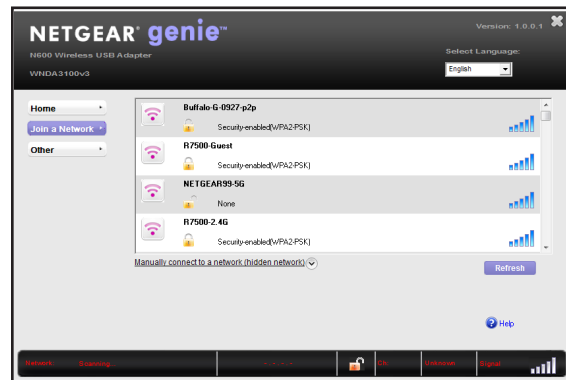 NETGEAR® genie™
Version: 1.0.0.1
N600 Wireless USB Adapter
Select Language:
WNDA3100v3
English
Home
Join a Network
Other
Buffalo-G-0927-p2p
Security-enabled(WPA2-PSK)
R7500-Guest
Security-enabled(WPA2-PSK)
NETGEAR99-5G
None
R7500-2.4G
Security-enabled(WPA2-PSK)
Manually connect to a network (hidden network)
Refresh
? Help
Network: Scanning... - . - . - . - Ch. Unknown Signal